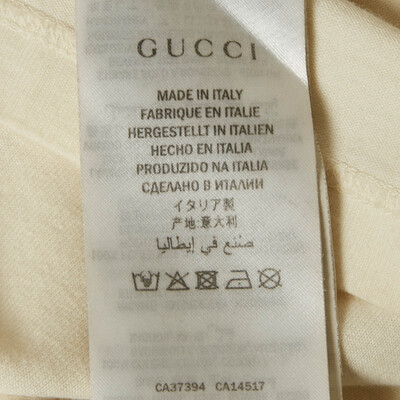 GUCCI
MADE IN ITALY
FABRIQUE EN ITALIE
HERGESTELLT IN ITALIEN
HECHO EN ITALIA
PRODUZIDO NA ITALIA
СДЕЛАНО В ИТАЛИИ
イタリア製
产地:意大利
صنع في إيطاليا
CA37394 CA14517